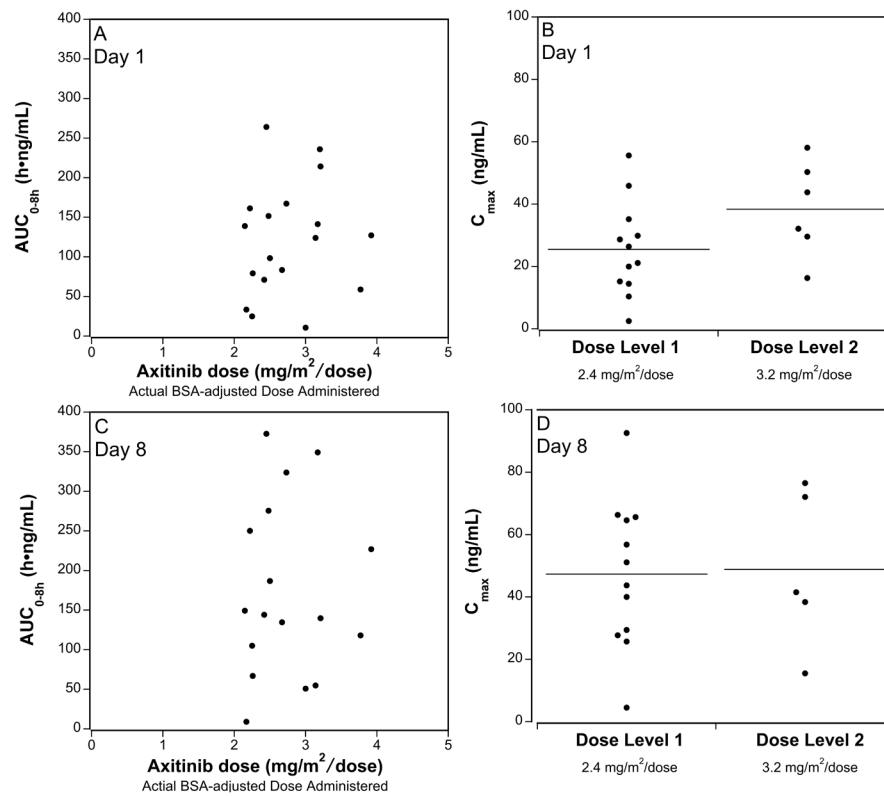 A
Day 1
400
350
300
250
200
150
100
50
0
AUC0-8h (h•ng/mL)
0 1 2 3 4 5
Axitinib dose (mg/m²/dose)
Actual BSA-adjusted Dose Administered
B
Day 1
100
80
60
40
20
0
Cmax (ng/mL)
Dose Level 1 Dose Level 2
2.4 mg/m²/dose 3.2 mg/m²/dose
C
Day 8
400
350
300
250
200
150
100
50
0
AUC0-8h (h•ng/mL)
0 1 2 3 4 5
Axitinib dose (mg/m²/dose)
Actial BSA-adjusted Dose Administered
D
Day 8
100
80
60
40
20
0
Cmax (ng/mL)
Dose Level 1 Dose Level 2
2.4 mg/m²/dose 3.2 mg/m²/dose